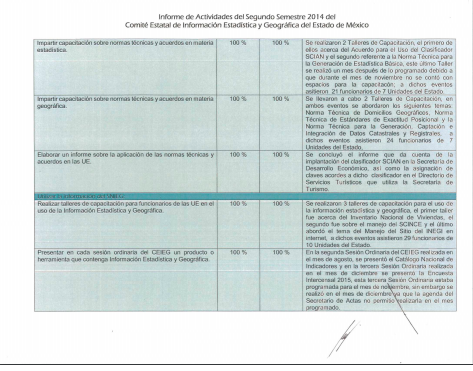 Informe de Actividades del Segundo Semestre 2014 del
Comité Estatal de Información Estadística y Geográfica del Estado de México
Impartir capacitación sobre normas técnicas y acuerdos en materia
estadística.
100 %
100 %
Se realizaron 2 Talleres de Capacitación, el primero de
ellos acerca del Acuerdo para el Uso del Clasificador
SCIAN y el segundo referente a la Norma Técnica para
la Generación de Estadística Básica, este último Taller
se realizó un mes después de lo programado debido a
que durante el mes de noviembre no se contó con
espacios para la capacitación; a dichos eventos
asistieron 21 funcionarios de 7 Unidades del Estado.
Impartir capacitación sobre normas técnicas y acuerdos en materia
geográfica.
100 %
100 %
Se llevaron a cabo 2 Talleres de Capacitación, en
ambos eventos se abordaron los siguientes temas:
Norma Técnica de Domicilios Geográficos, Norma
Técnica de Estándares de Exactitud Posicional y la
Norma Técnica para la Generación, Captación e
Integración de Datos Catastrales y Registrales, a
dichos eventos asistieron 24 funcionarios de 7
Unidades del Estado.
Elaborar un informe sobre la aplicación de las normas técnicas y
acuerdos en las UE.
100 %
100 %
Se concluyó el informe que da cuenta de la
implantación del clasificador SCIAN en la Secretaría de
Desarrollo Económico, así como la asignación de
claves acordes a dicho clasificador en el Directorio de
Servicios Turísticos que utiliza la Secretaría de
Turismo.
Realizar talleres de capacitación para funcionarios de las UE en el
uso de la Información Estadística y Geográfica.
100 %
100 %
Se realizaron 3 talleres de capacitación para el uso de
la información estadística y geográfica, el primer taller
fue acerca del Inventario Nacional de Viviendas, el
segundo fue sobre el manejo del SCINCE y el último
abordó el tema del Manejo del Sitio del INEGI en
internet, a dichos eventos asistieron 29 funcionarios de
10 Unidades del Estado.
Presentar en cada sesión ordinaria del CEIEG un producto o
herramienta que contenga Información Estadística y Geográfica.
100 %
100 %
En la segunda Sesión Ordinaria del CEIEG realizada en
el mes de agosto, se presentó el Catálogo Nacional de
Indicadores y en la tercera Sesión Ordinaria realizada
en el mes de diciembre se presentó la Encuesta
Intercensal 2015, esta tercera Sesión Ordinaria estaba
programada para el mes de noviembre, sin embargo se
realizó en el mes de diciembre ya que la agenda del
Secretario de Actas no permitió realizarla en el mes
programado.